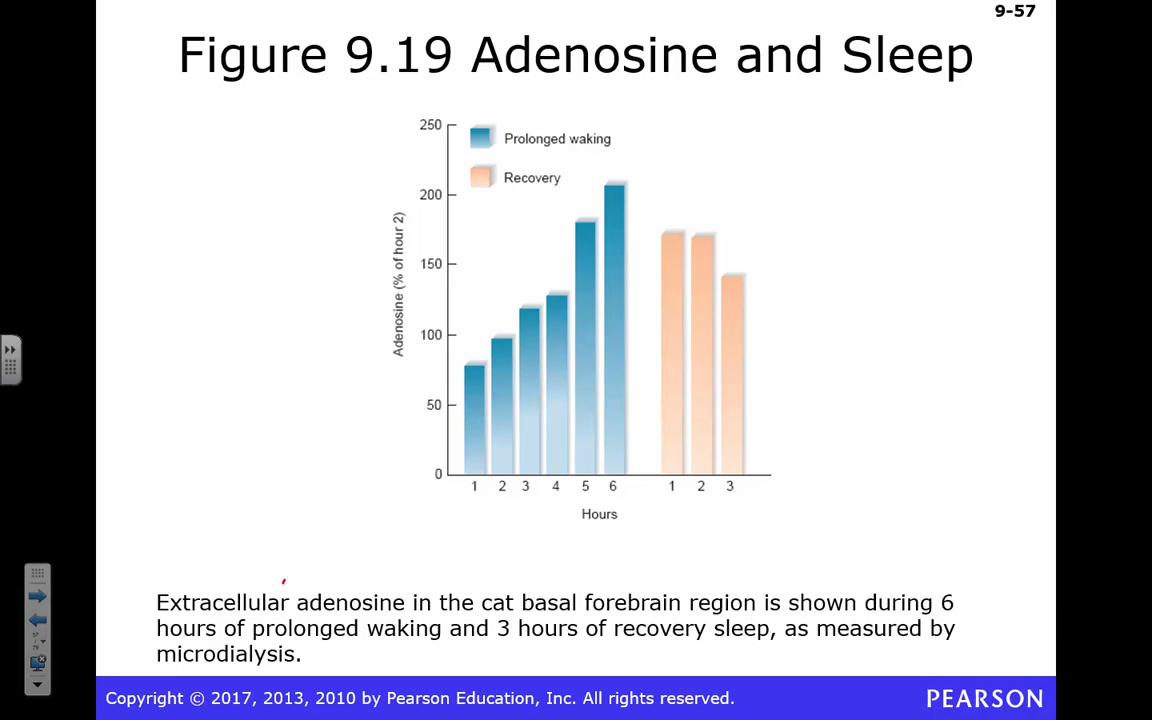 9-57
Figure 9.19 Adenosine and Sleep
250
Prolonged waking
Recovery
200
150
100
50
0
Adenosine (% of hour 2)
1 2 3 4 5 6 1 2 3
Hours
Extracellular adenosine in the cat basal forebrain region is shown during 6
hours of prolonged waking and 3 hours of recovery sleep, as measured by
microdialysis.
57
/
79
Copyright © 2017, 2013, 2010 by Pearson Education, Inc. All rights reserved.
PEARSON